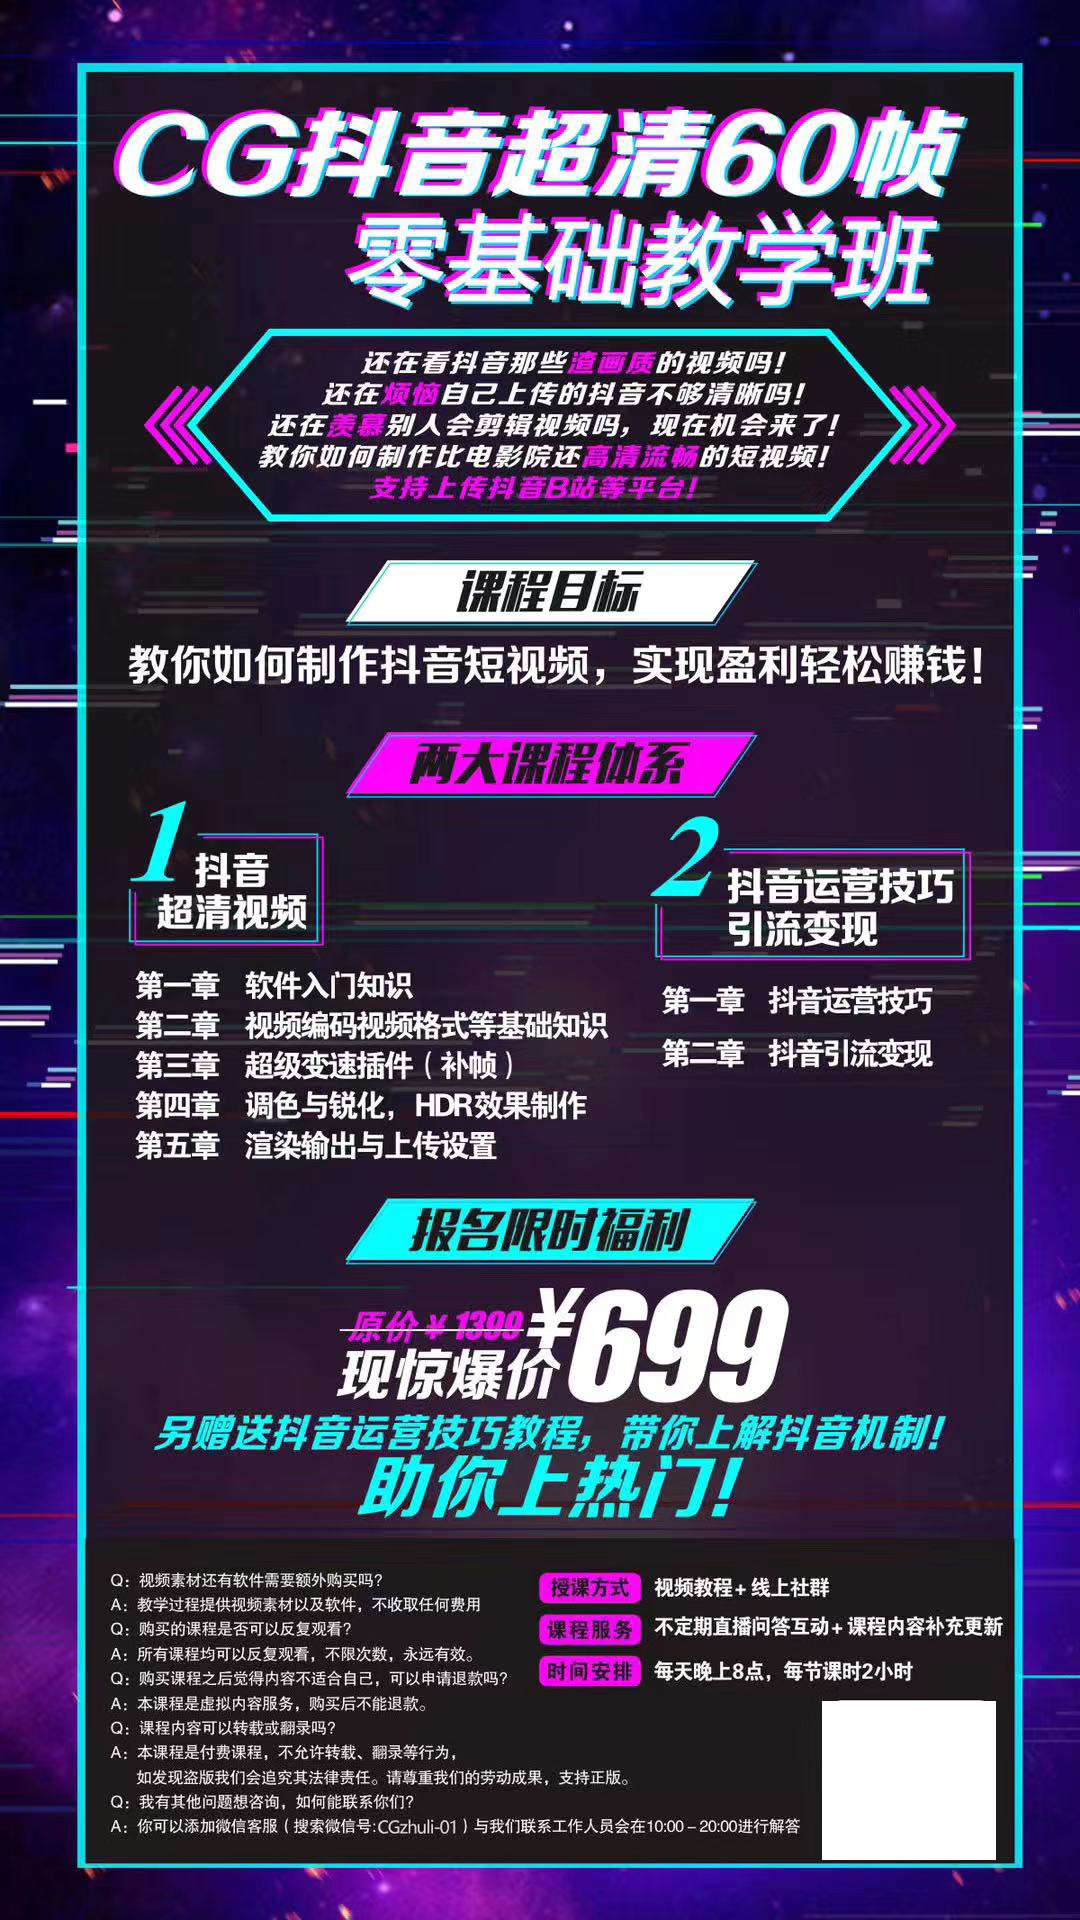 CG抖音超清60帧
零基础教学班
还在看抖音那些渣画质的视频吗！
还在烦恼自己上传的抖音不够清晰吗！
还在羡慕别人会剪辑视频吗，现在机会来了！
教你如何制作比电影院还高清流畅的短视频！
支持上传抖音B站等平台！
课程目标
教你如何制作抖音短视频，实现盈利轻松赚钱！
两大课程体系
1 抖音
超清视频
第一章 软件入门知识
第二章 视频编码视频格式等基础知识
第三章 超级变速插件（补帧）
第四章 调色与锐化，HDR效果制作
第五章 渲染输出与上传设置
2 抖音运营技巧
引流变现
第一章 抖音运营技巧
第二章 抖音引流变现
报名限时福利
原价￥1399
现惊爆价￥699
另赠送抖音运营技巧教程，带你上解抖音机制！
助你上热门！
Q：视频素材还有软件需要额外购买吗？
A：教学过程提供视频素材以及软件，不收取任何费用
Q：购买的课程是否可以反复观看？
A：所有课程均可以反复观看，不限次数，永远有效。
Q：购买课程之后觉得内容不适合自己，可以申请退款吗？
A：本课程是虚拟内容服务，购买后不能退款。
Q：课程内容可以转载或翻录吗？
A：本课程是付费课程，不允许转载、翻录等行为，
如发现盗版我们会追究其法律责任。请尊重我们的劳动成果，支持正版。
Q：我有其他问题想咨询，如何能联系你们？
A：你可以添加微信客服（搜索微信号:CGzhuli-01）与我们联系工作人员会在10:00－20:00进行解答
授课方式 视频教程+线上社群
课程服务 不定期直播问答互动+课程内容补充更新
时间安排 每天晚上8点，每节课时2小时